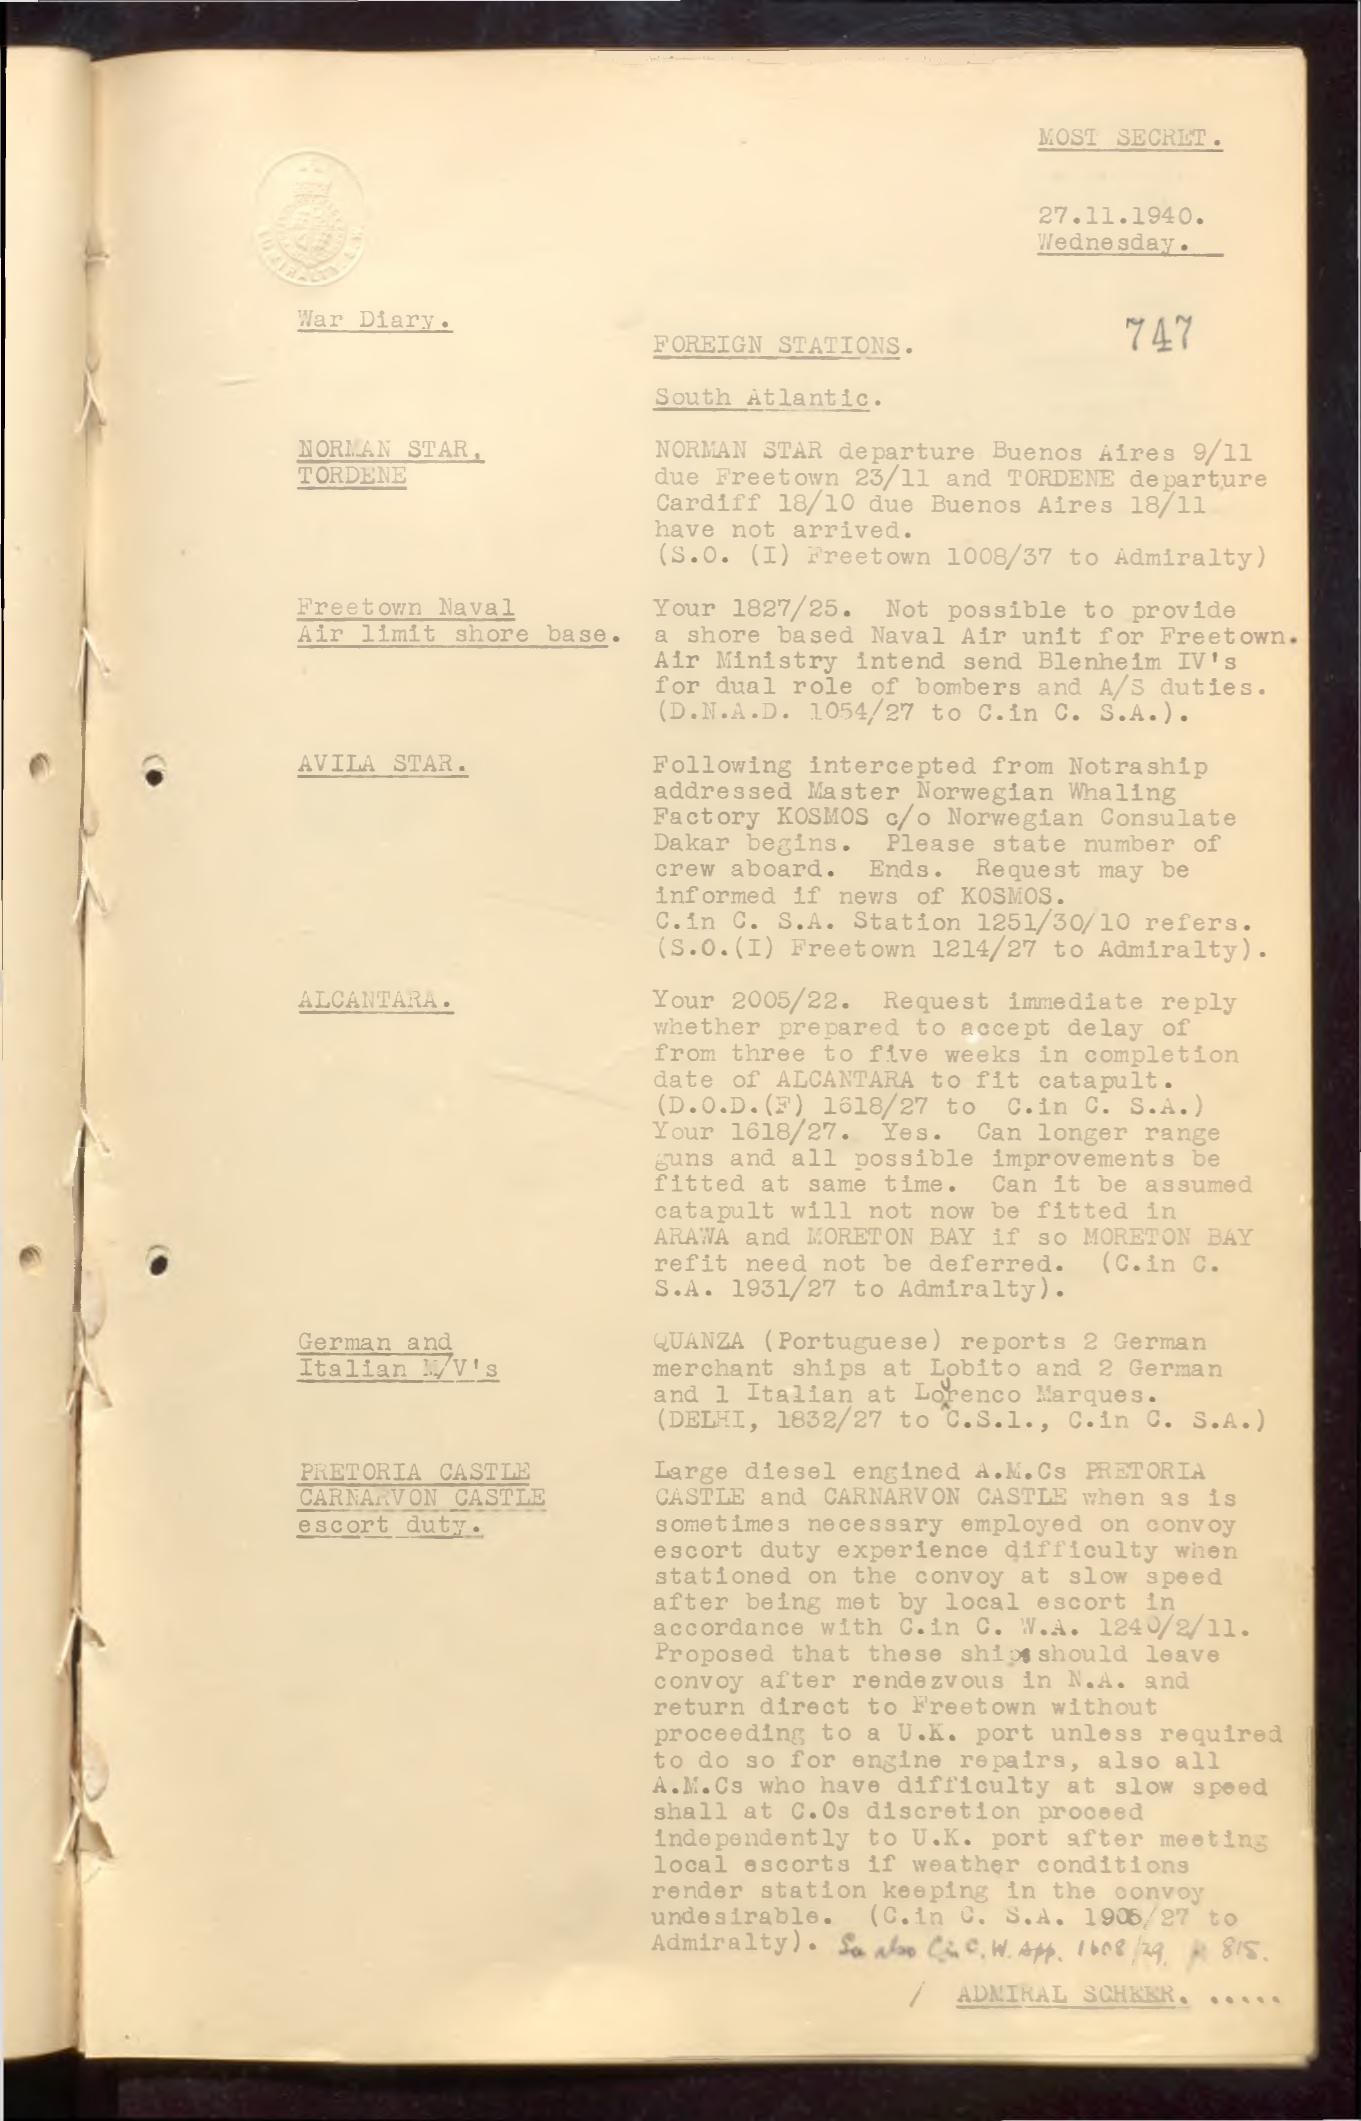 MOST SECRET.
27.11.1940.
Wednesday.
War Diary.
747
FOREIGN STATIONS.
South Atlantic.
NORMAN STAR,
TORDENE
NORMAN STAR departure Buenos Aires 9/11
due Freetown 23/11 and TORDENE departure
Cardiff 18/10 due Buenos Aires 18/11
have not arrived.
(S.O. (I) Freetown 1008/37 to Admiralty)
Freetown Naval
Air limit shore base.
Your 1827/25. Not possible to provide
a shore based Naval Air unit for Freetown.
Air Ministry intend send Blenheim IV's
for dual role of bombers and A/S duties.
(D.N.A.D. 1054/27 to C.in C. S.A.).
AVILA STAR.
Following intercepted from Notraship
addressed Master Norwegian Whaling
Factory KOSMOS c/o Norwegian Consulate
Dakar begins. Please state number of
crew aboard. Ends. Request may be
informed if news of KOSMOS.
C.in C. S.A. Station 1251/30/10 refers.
(S.O.(I) Freetown 1214/27 to Admiralty).
ALCANTARA.
Your 2005/22. Request immediate reply
whether prepared to accept delay of
from three to five weeks in completion
date of ALCANTARA to fit catapult.
(D.O.D.(F) 1618/27 to C.in C. S.A.)
Your 1618/27. Yes. Can longer range
guns and all possible improvements be
fitted at same time. Can it be assumed
catapult will not now be fitted in
ARAWA and MORETON BAY if so MORETON BAY
refit need not be deferred. (C.in C.
S.A. 1931/27 to Admiralty).
German and
Italian M/V's
QUANZA (Portuguese) reports 2 German
merchant ships at Lobito and 2 German
and 1 Italian at Lourenco Marques.
(DELHI, 1832/27 to C.S.1., C.in C. S.A.)
PRETORIA CASTLE
CARNARVON CASTLE
escort duty.
Large diesel engined A.M.Cs PRETORIA
CASTLE and CARNARVON CASTLE when as is
sometimes necessary employed on convoy
escort duty experience difficulty when
stationed on the convoy at slow speed
after being met by local escort in
accordance with C.in C. W.A. 1240/2/11.
Proposed that these ships should leave
convoy after rendezvous in N.A. and
return direct to Freetown without
proceeding to a U.K. port unless required
to do so for engine repairs, also all
A.M.Cs who have difficulty at slow speed
shall at C.Os discretion proceed
independently to U.K. port after meeting
local escorts if weather conditions
render station keeping in the convoy
undesirable. (C.in C. S.A. 1906/27 to
Admiralty). See also C in C. W. App. 1608/29 p 815.
/ ADMIRAL SCHEER. .....